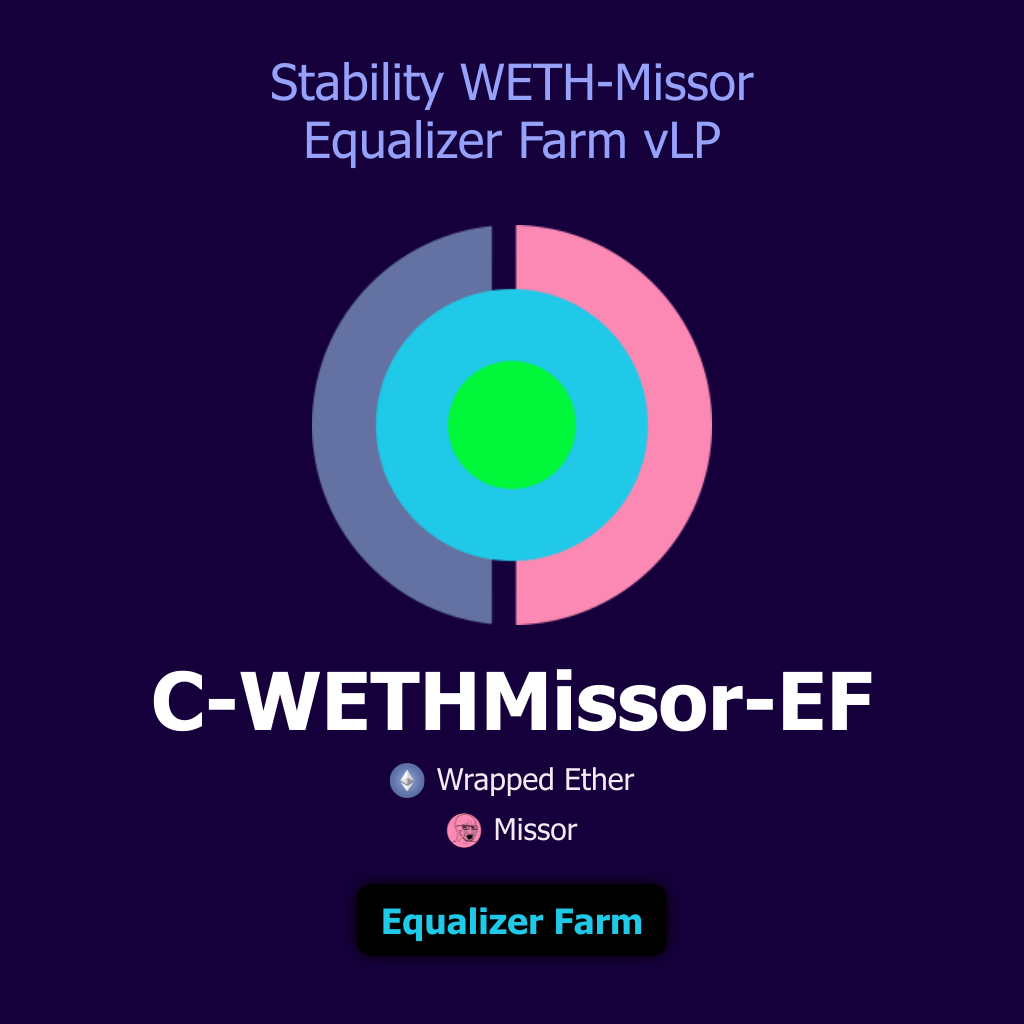 Stability WETH-Missor
Equalizer Farm vLP
C-WETHMissor-EF
Wrapped Ether
Missor
Equalizer Farm